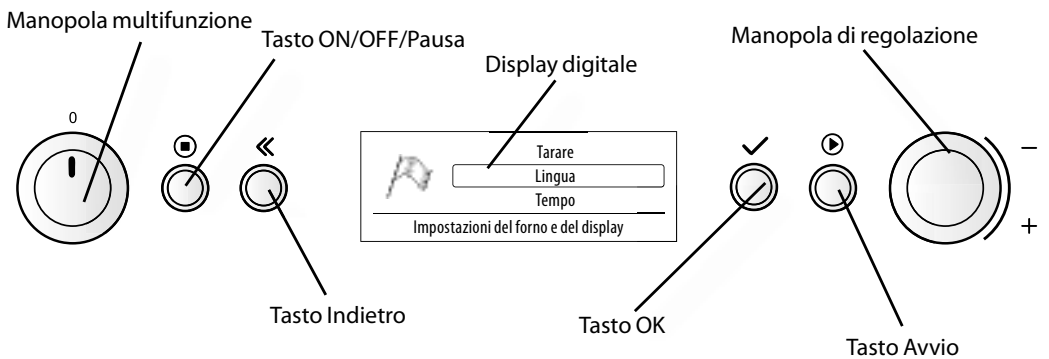 Manopola multifunzione
Tasto ON/OFF/Pausa
Display digitale
Manopola di regolazione
0
Tarare
Lingua
Tempo
Impostazioni del forno e del display
−
+
Tasto Indietro
Tasto OK
Tasto Avvio